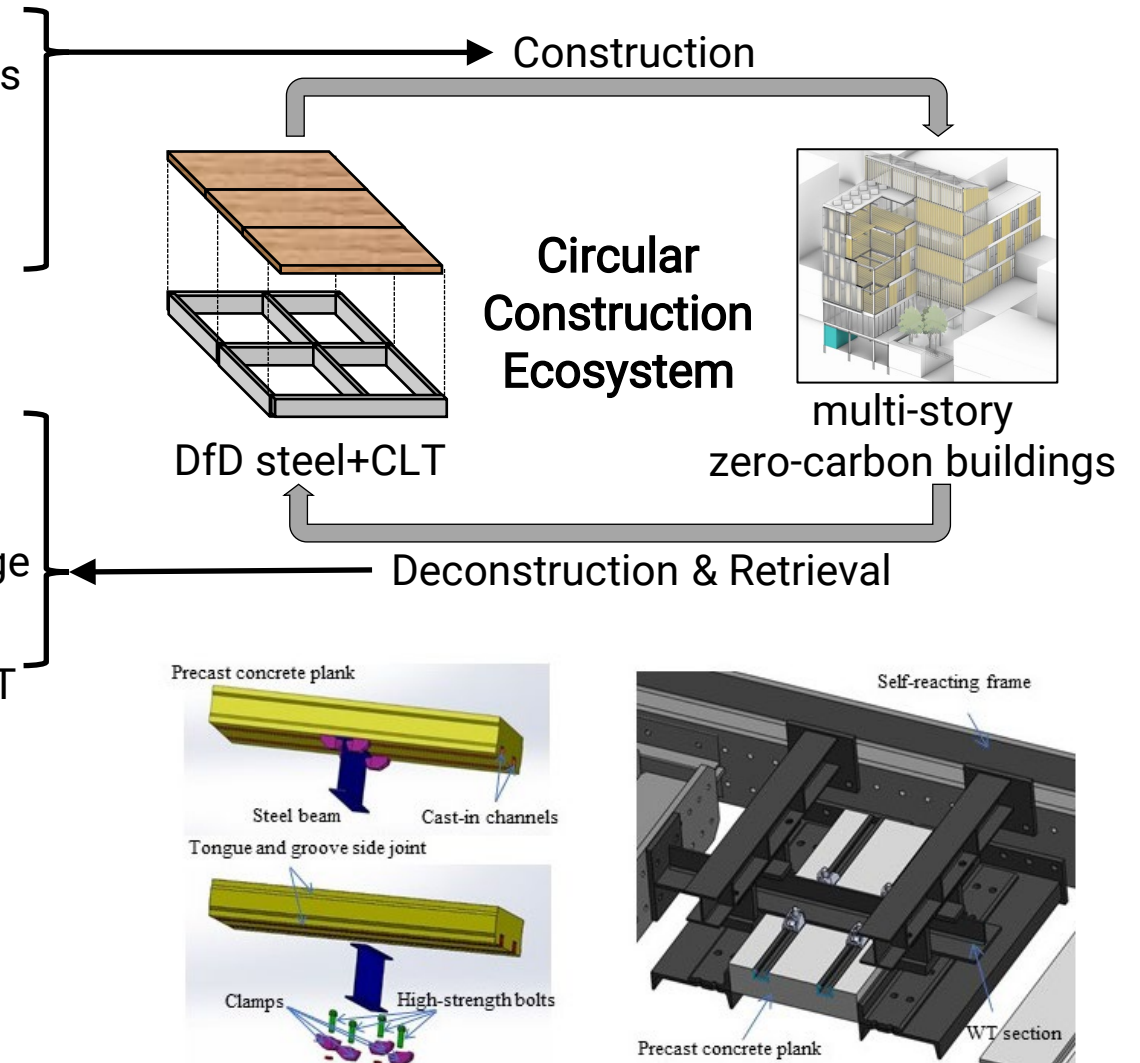 Construction
Circular
Construction
Ecosystem
DfD steel+CLT
multi-story
zero-carbon buildings
Deconstruction & Retrieval
Precast concrete plank
Steel beam
Cast-in channels
Tongue and groove side joint
Clamps
High-strength bolts
Self-reacting frame
WT section
Precast concrete plank